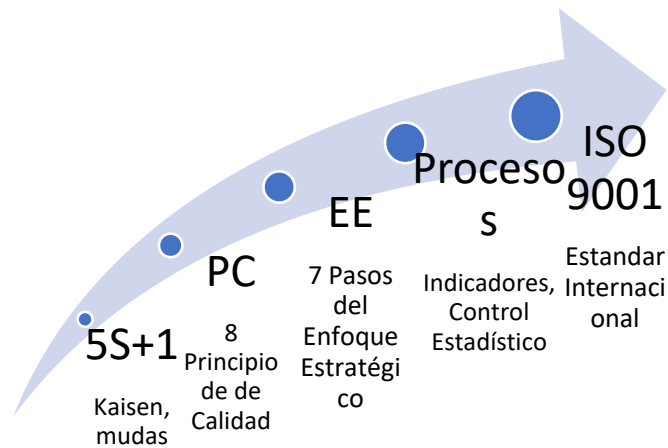 5S+1
Kaisen,
mudas
PC
8
Principio
de de
Calidad
EE
7 Pasos
del
Enfoque
Estratégi
co
Proceso
s
Indicadores,
Control
Estadístico
ISO
9001
Estandar
Internaci
onal